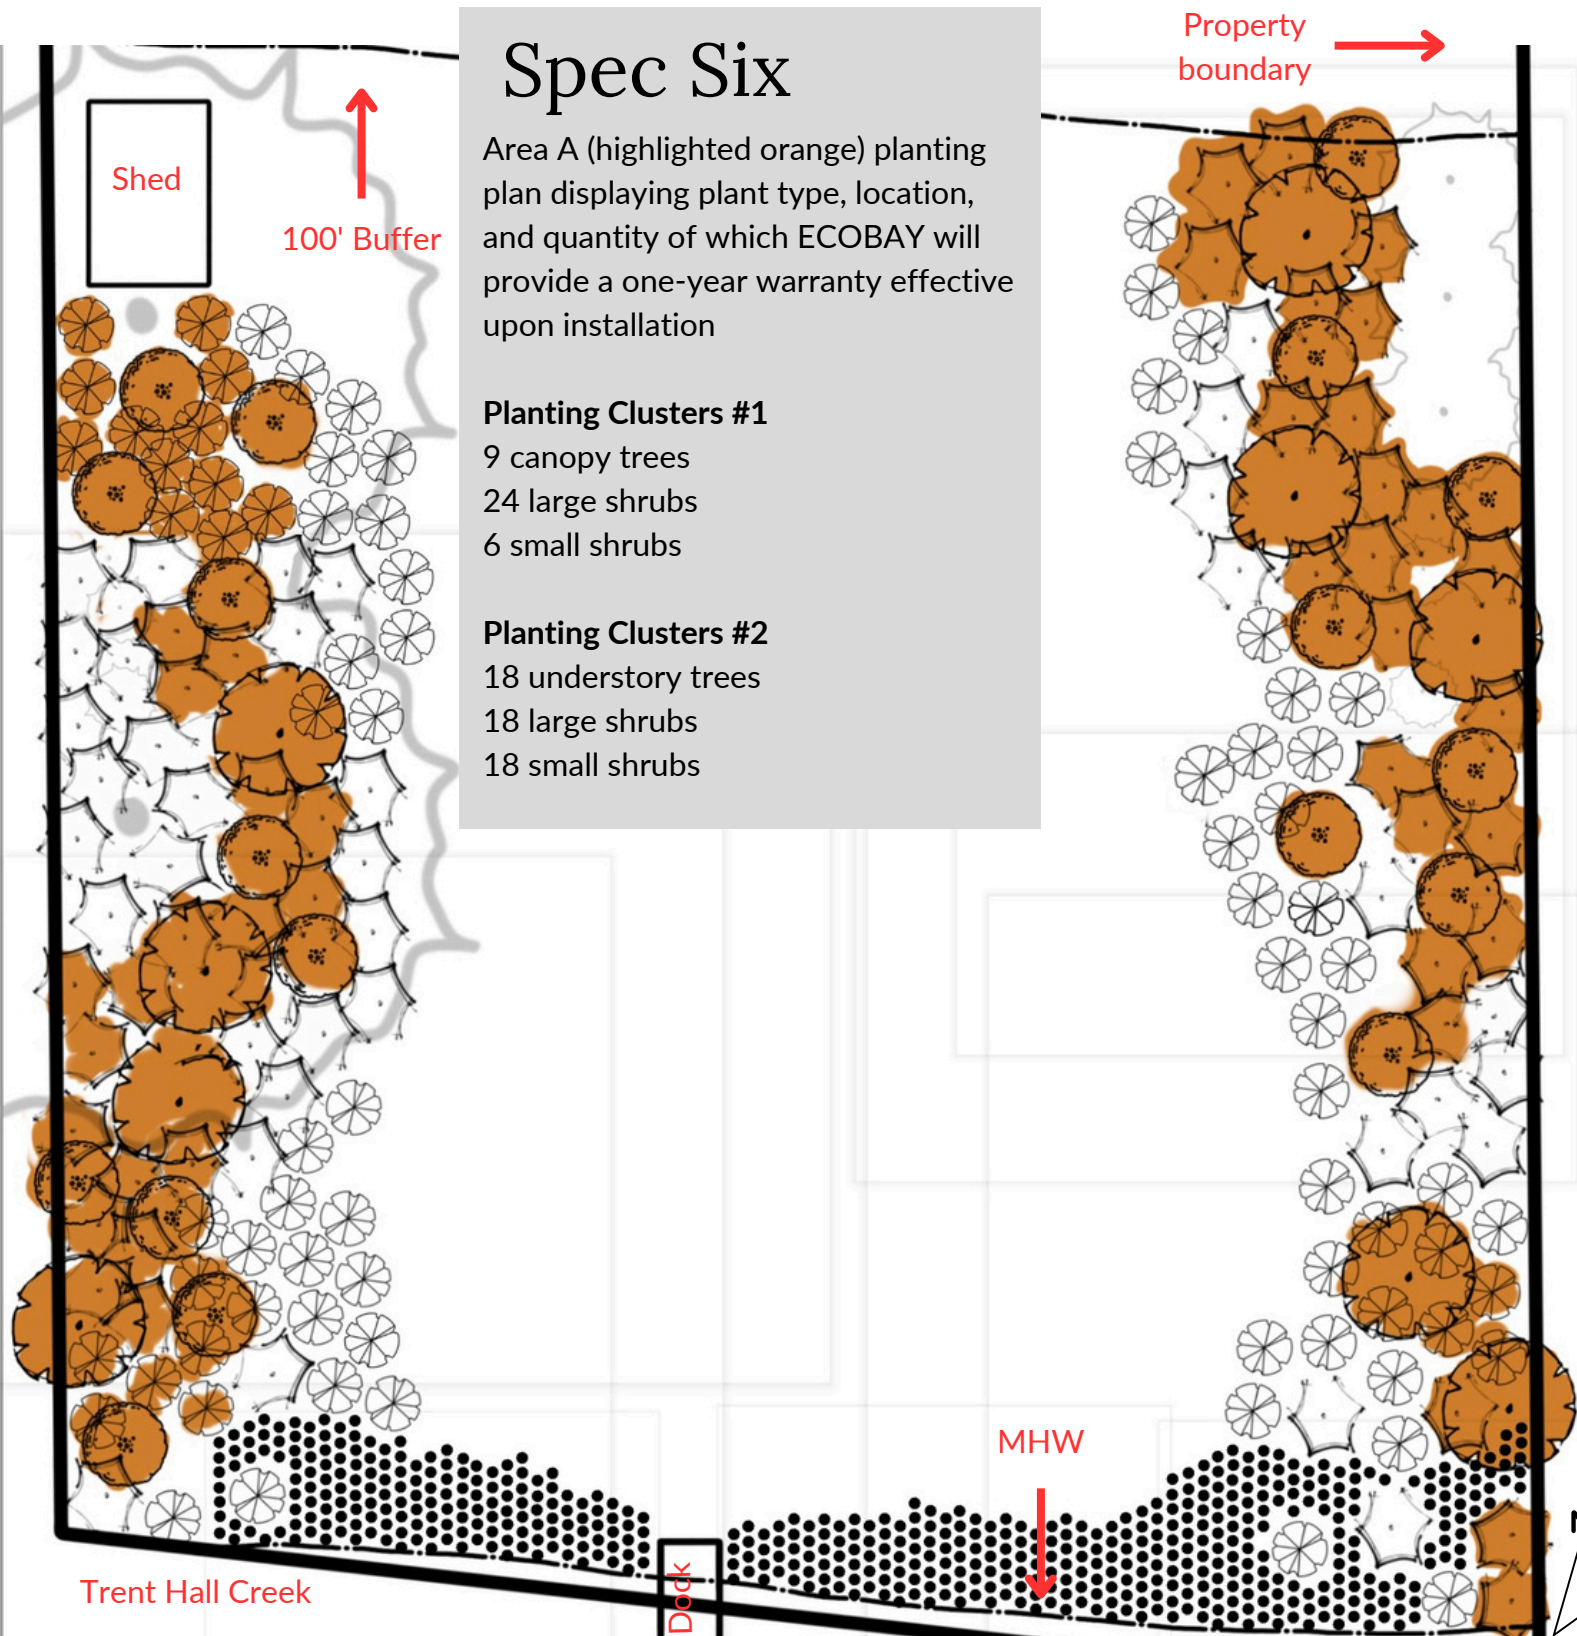 Property
boundary
Spec Six
Area A (highlighted orange) planting
plan displaying plant type, location,
and quantity of which ECOBAY will
provide a one-year warranty effective
upon installation
Planting Clusters #1
9 canopy trees
24 large shrubs
6 small shrubs
Planting Clusters #2
18 understory trees
18 large shrubs
18 small shrubs
Shed
100' Buffer
MHW
Dock
Trent Hall Creek